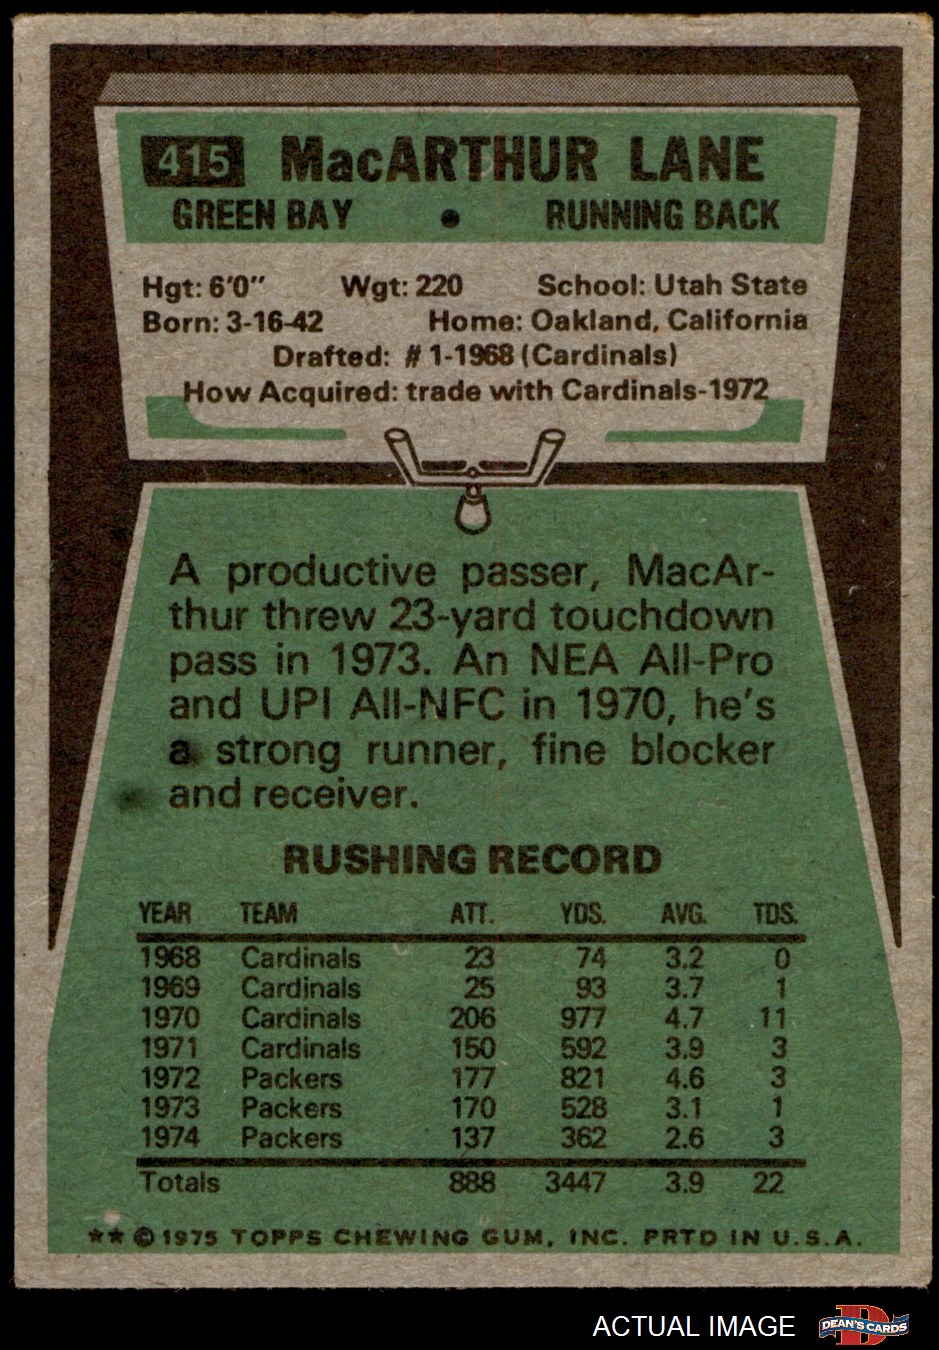 415 MacARTHUR LANE
GREEN BAY • RUNNING BACK
Hgt: 6'0" Wgt: 220 School: Utah State
Born: 3-16-42 Home: Oakland, California
Drafted: #1-1968 (Cardinals)
How Acquired: trade with Cardinals-1972
A productive passer, MacAr-
thur threw 23-yard touchdown
pass in 1973. An NEA All-Pro
and UPI All-NFC in 1970, he's
a strong runner, fine blocker
and receiver.
RUSHING RECORD
YEAR TEAM ATT. YDS. AVG. TDS.
1968 Cardinals 23 74 3.2 0
1969 Cardinals 25 93 3.7 1
1970 Cardinals 206 977 4.7 11
1971 Cardinals 150 592 3.9 3
1972 Packers 177 821 4.6 3
1973 Packers 170 528 3.1 1
1974 Packers 137 362 2.6 3
Totals 888 3447 3.9 22
**©1975 TOPPS CHEWING GUM, INC. PRTD IN U.S.A.
ACTUAL IMAGE D DEAN'S CARDS